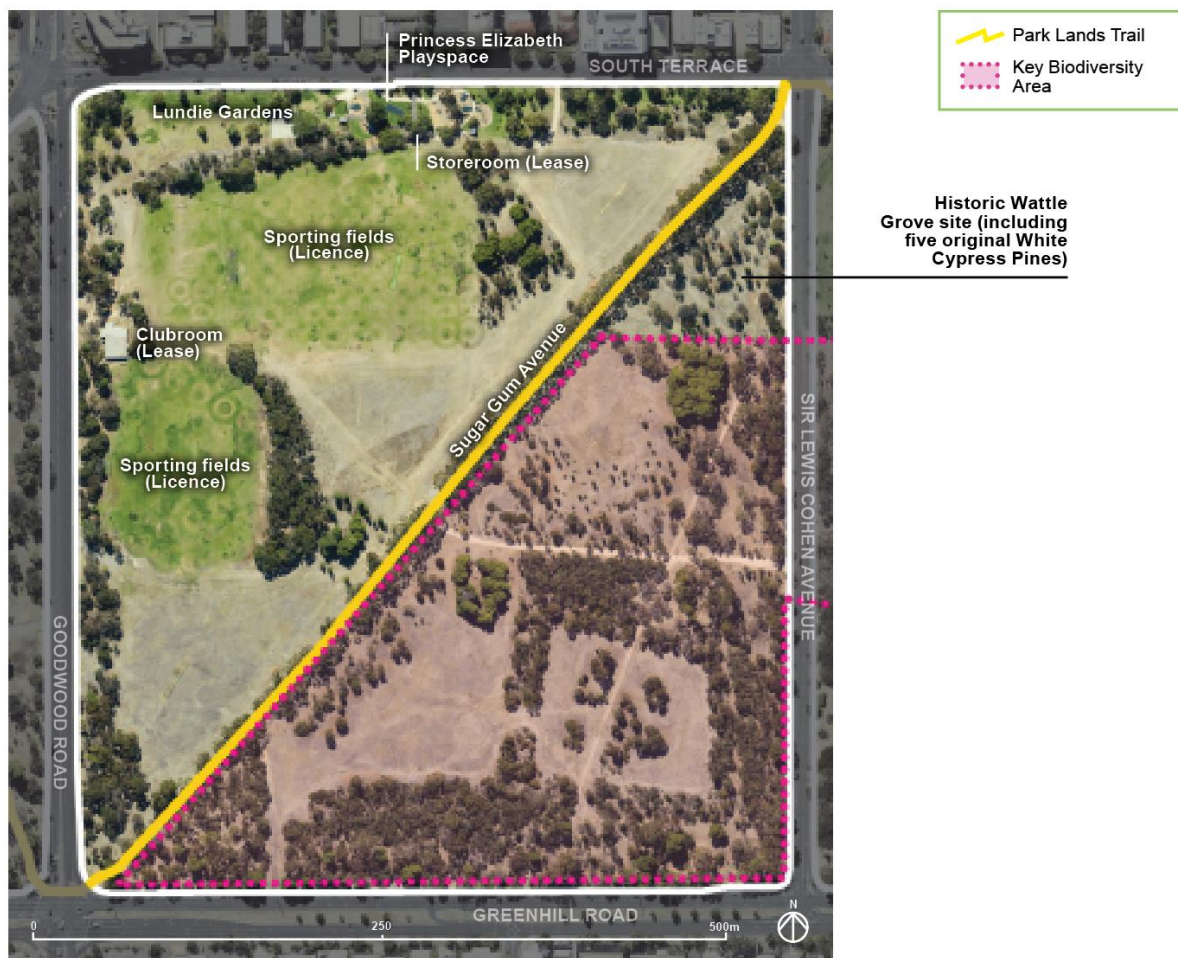 Princess Elizabeth
Playspace
SOUTH TERRACE
Park Lands Trail
Key Biodiversity
Area
Lundie Gardens
Storeroom (Lease)
Historic Wattle
Grove site (including
five original White
Cypress Pines)
Sporting fields
(Licence)
Clubroom
(Lease)
Sugar Gum Avenue
SIR LEWIS COHEN AVENUE
Sporting fields
(Licence)
GOODWOOD ROAD
GREENHILL ROAD
N
0
250
500m